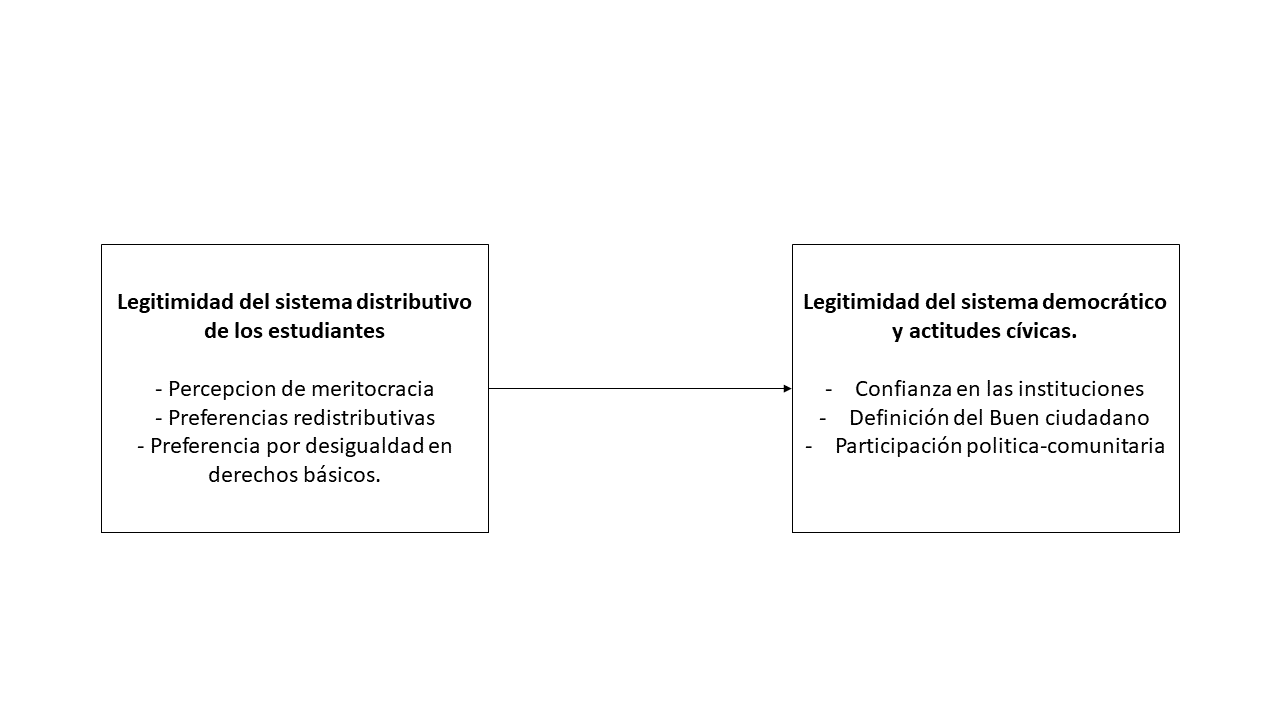 Legitimidad del sistema distributivo
de los estudiantes
- Percepcion de meritocracia
- Preferencias redistributivas
- Preferencia por desigualdad en
derechos básicos.
Legitimidad del sistema democrático
y actitudes cívicas.
- Confianza en las instituciones
- Definición del Buen ciudadano
- Participación politica-comunitaria